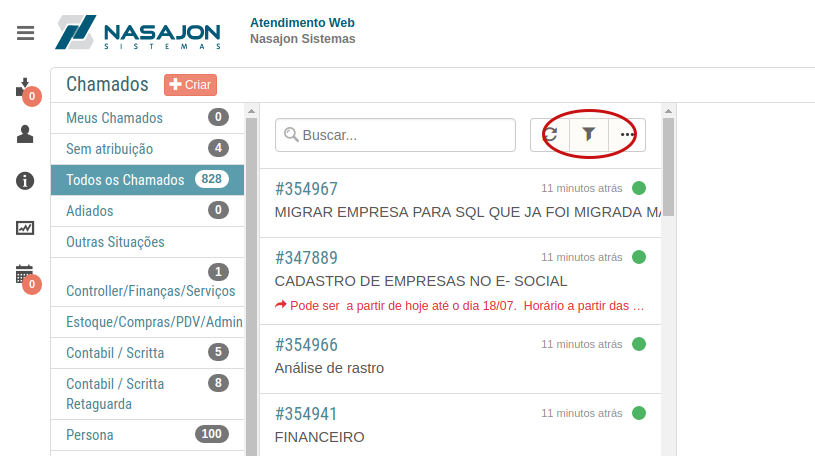 NASAJON
SISTEMAS
Atendimento Web
Nasajon Sistemas
Chamados
Criar
0
Meus Chamados 0
Sem atribuição 4
Todos os Chamados 828
Adiados 0
Outras Situações
1
Controller/Finanças/Serviços
Estoque/Compras/PDV/Admin
Contabil / Scritta 5
Contabil / Scritta 8
Retaguarda
Persona 100
0
Buscar...
#354967 11 minutos atrás
MIGRAR EMPRESA PARA SQL QUE JA FOI MIGRADA
#347889 11 minutos atrás
CADASTRO DE EMPRESAS NO E- SOCIAL
Pode ser a partir de hoje até o dia 18/07. Horário a partir das ...
#354966 11 minutos atrás
Análise de rastro
#354941 11 minutos atrás
FINANCEIRO